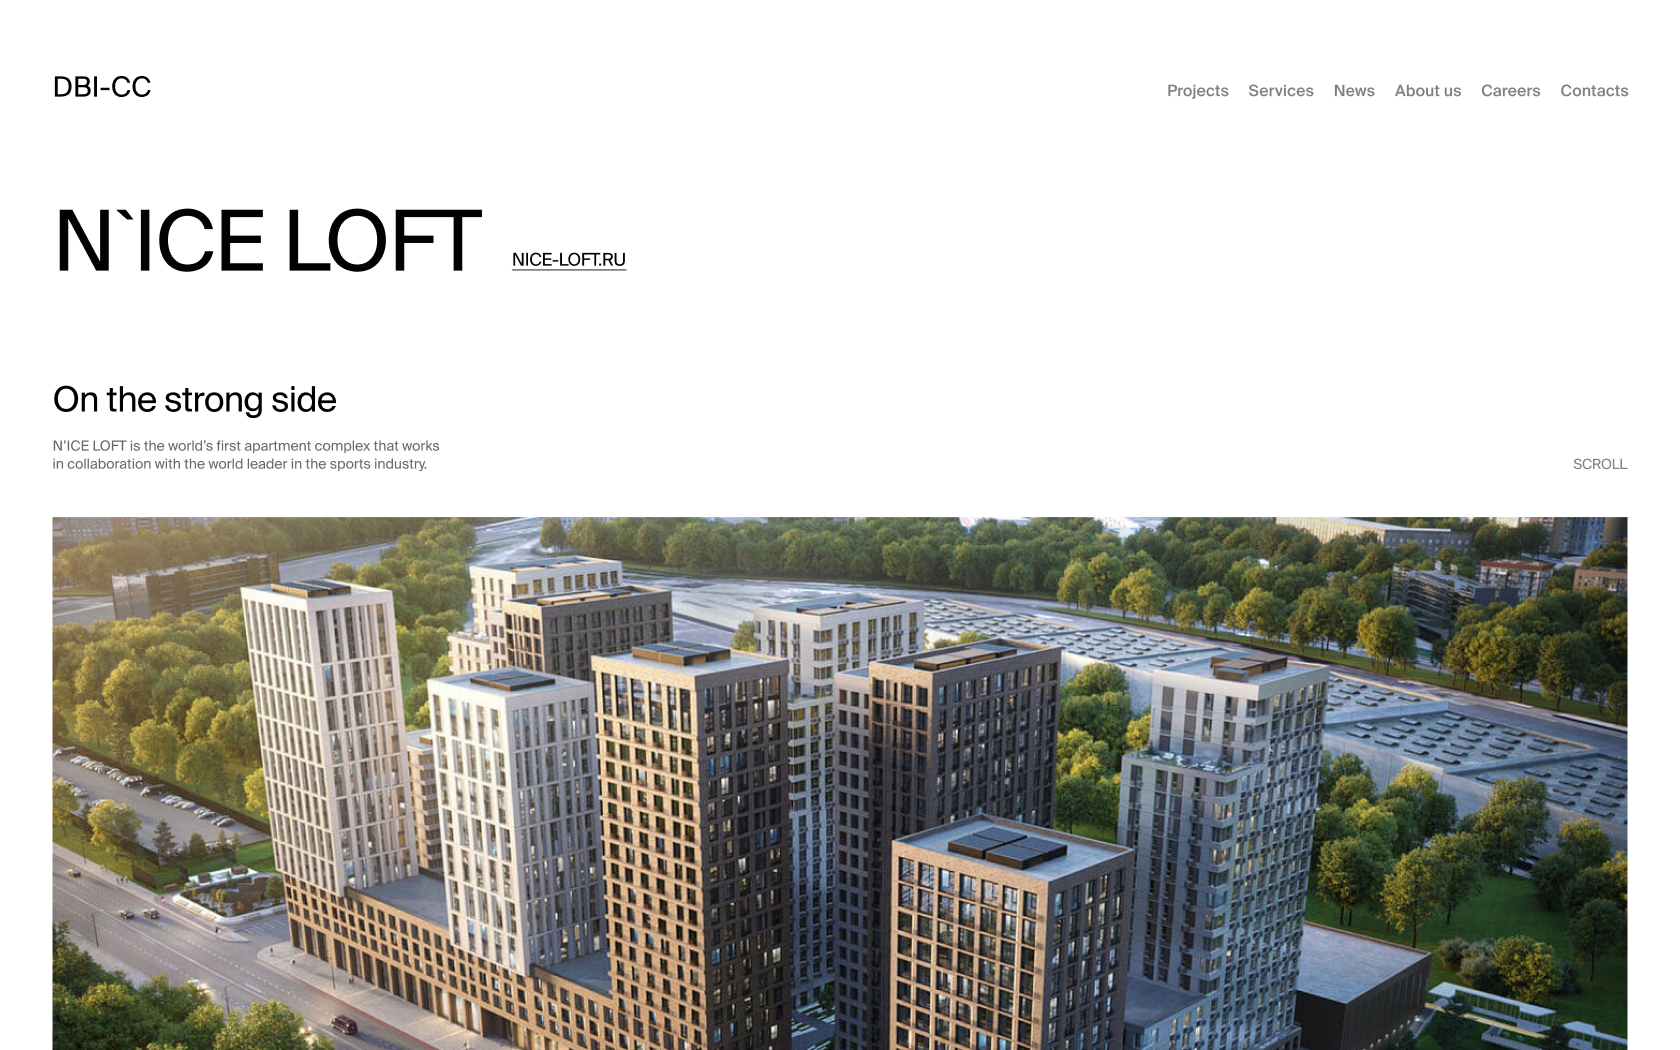 DBI-CC
Projects Services News About us Careers Contacts
N`ICE LOFT NICE-LOFT.RU
On the strong side
N'ICE LOFT is the world's first apartment complex that works
in collaboration with the world leader in the sports industry.
SCROLL